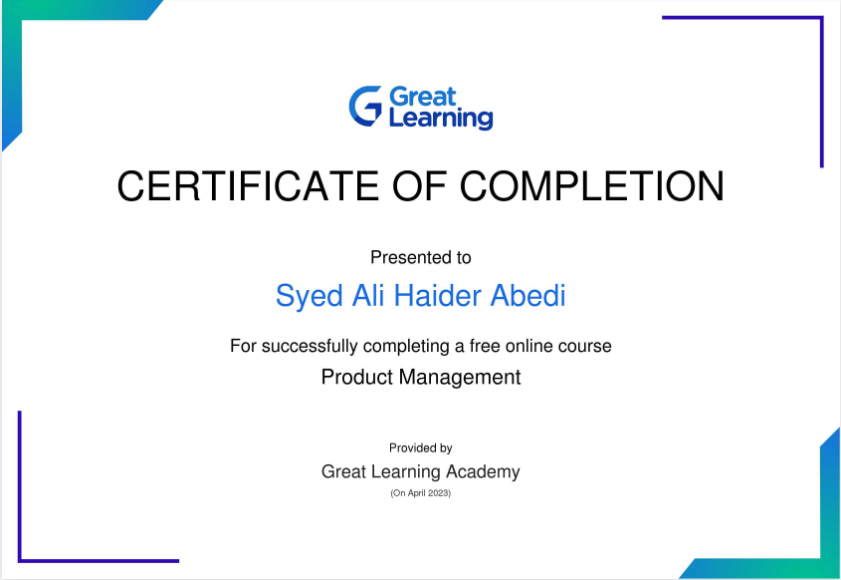 Great
Learning
CERTIFICATE OF COMPLETION
Presented to
Syed Ali Haider Abedi
For successfully completing a free online course
Product Management
Provided by
Great Learning Academy
(On April 2023)